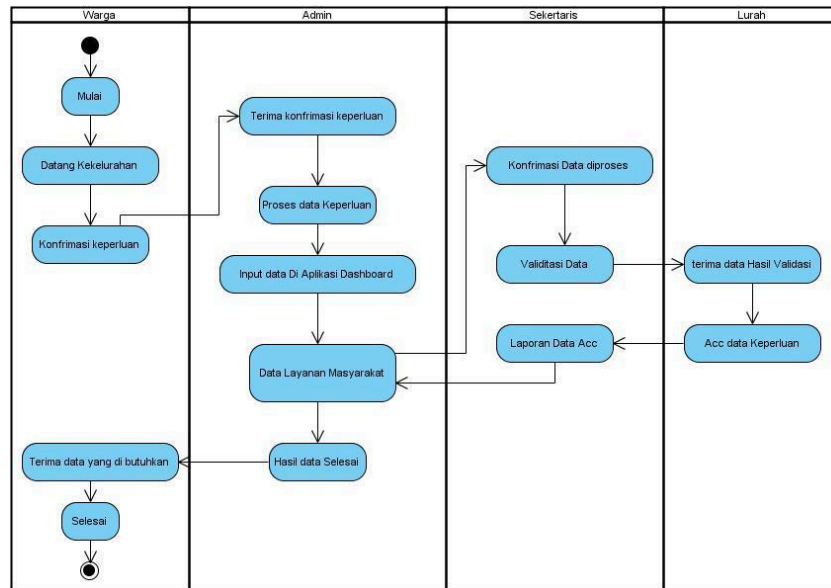 Warga
Admin
Sekertaris
Lurah
Mulai
Datang Kekelurahan
Konfrimasi keperluan
Terima konfrimasi keperluan
Proses data Keperluan
Input data Di Aplikasi Dashboard
Data Layanan Masyarakat
Konfrimasi Data diproses
Validitasi Data
terima data Hasil Validasi
Acc data Keperluan
Laporan Data Acc
Hasil data Selesai
Terima data yang di butuhkan
Selesai